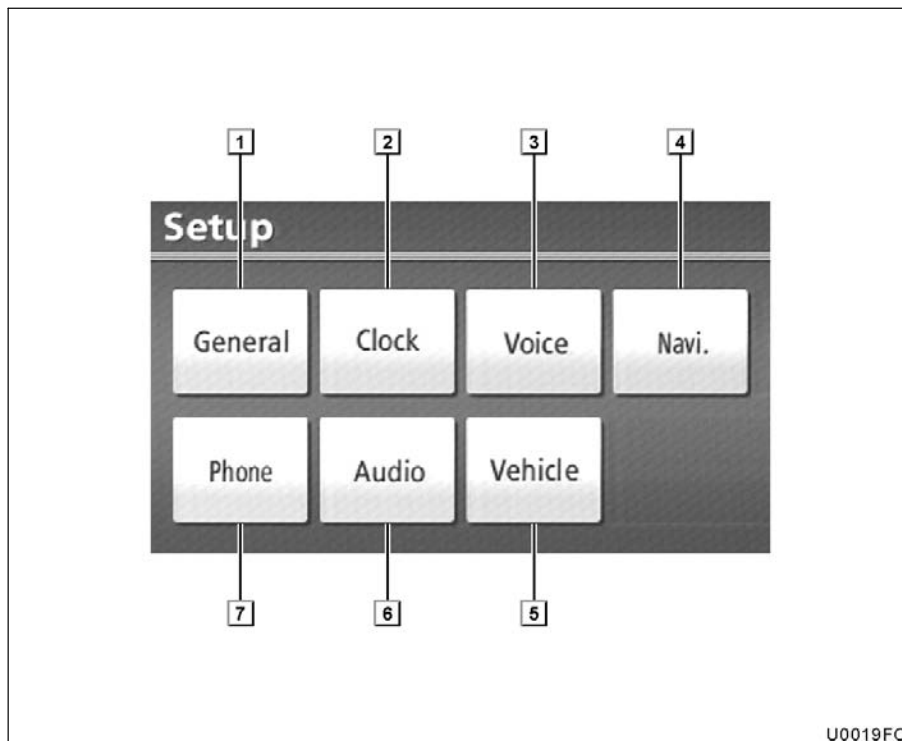 1 2 3 4
Setup
General Clock Voice Navi.
Phone Audio Vehicle
7 6 5
U0019FC